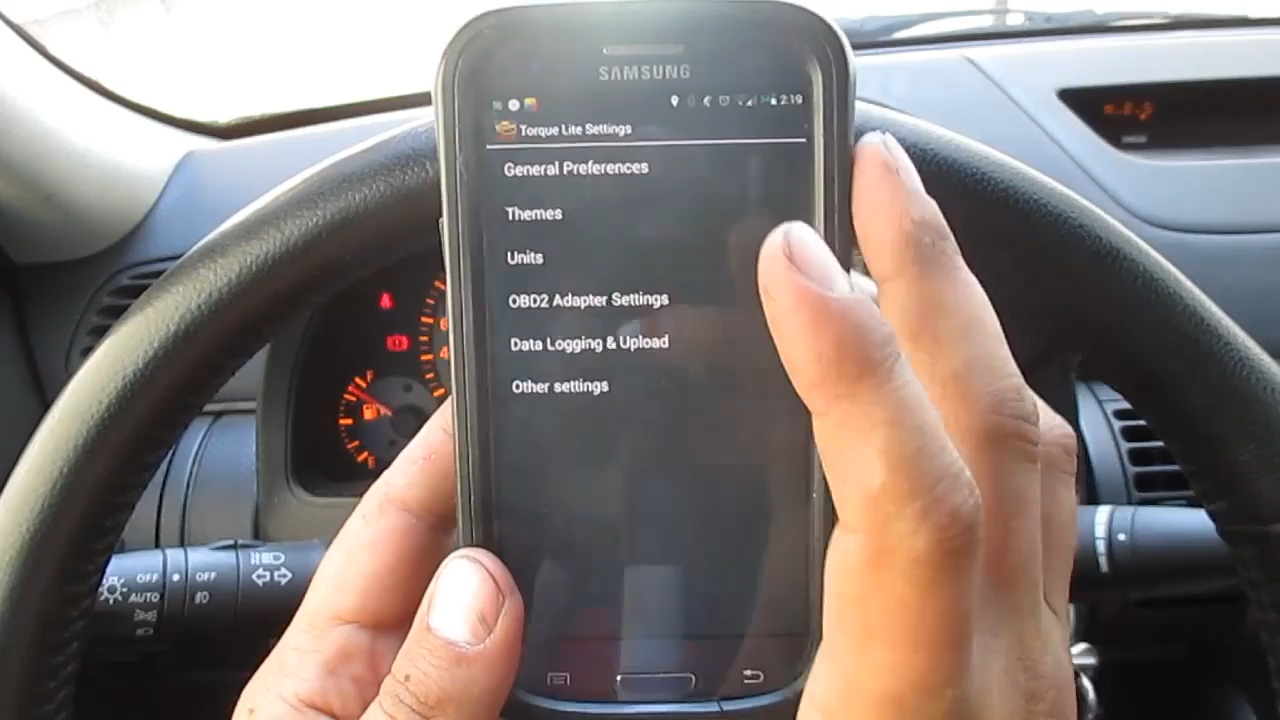 SAMSUNG
2:19
Torque Lite Settings
General Preferences
Themes
Units
OBD2 Adapter Settings
Data Logging & Upload
Other settings
F
E
OFF
OFF
AUTO